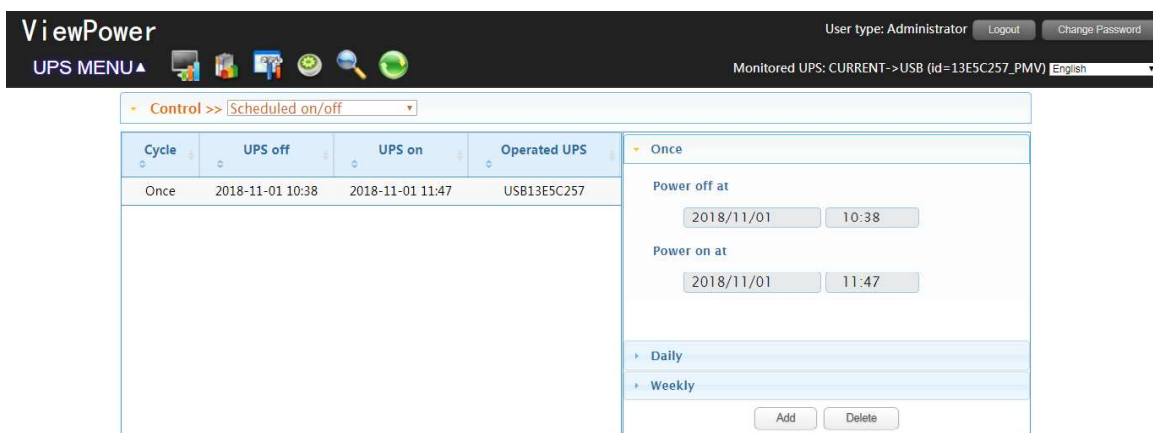 ViewPower
User type: Administrator Logout Change Password
UPS MENU▲
Monitored UPS: CURRENT->USB (id=13E5C257_PMV) English
Control >> Scheduled on/off
Cycle UPS off UPS on Operated UPS
Once 2018-11-01 10:38 2018-11-01 11:47 USB13E5C257
Once
Power off at
2018/11/01 10:38
Power on at
2018/11/01 11:47
Daily
Weekly
Add Delete